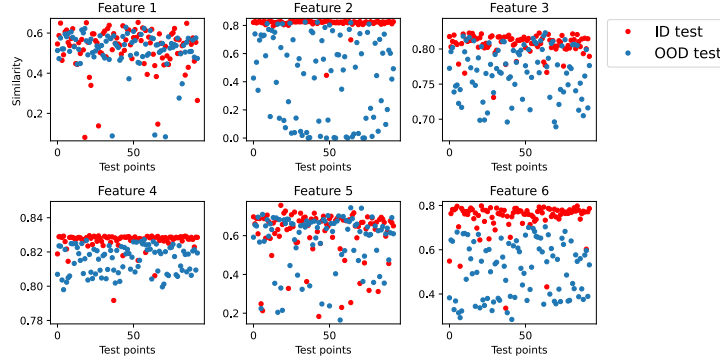 Feature 1
Feature 2
Feature 3
ID test
OOD test
Similarity
0.6
0.4
0.2
0.8
0.6
0.4
0.2
0.0
0.80
0.75
0.70
0
50
0
50
0
50
Test points
Test points
Test points
Feature 4
Feature 5
Feature 6
0.84
0.82
0.80
0.78
0.6
0.4
0.2
0.8
0.6
0.4
0
50
0
50
0
50
Test points
Test points
Test points